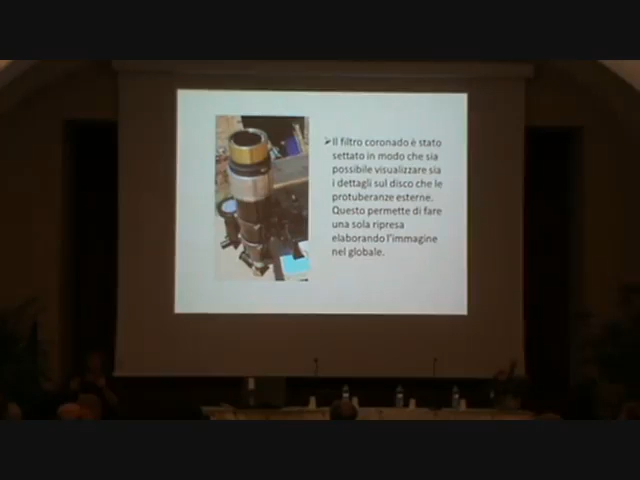 ➢Il filtro coronado è stato
settato in modo che sia
possibile visualizzare sia
i dettagli sul disco che le
protuberanze esterne.
Questo permette di fare
una sola ripresa
elaborando l'immagine
nel globale.